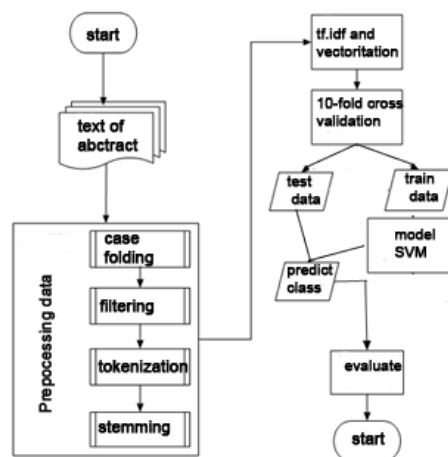 start
text of
abctract
Prepocessing data
case
folding
filtering
tokenization
stemming
tf.idf and
vectoritation
10-fold cross
validation
test
data
train
data
model
SVM
predict
class
evaluate
start